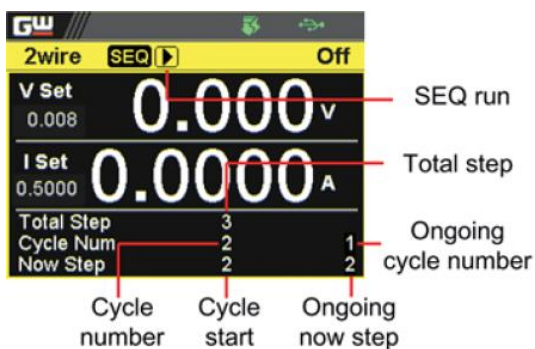 GW
2wire SEQ Off
V Set
0.008 0.000 V
I Set
0.5000 0.0000 A
Total Step 3
Cycle Num 2 1
Now Step 2 2
SEQ run
Total step
Ongoing
cycle number
Cycle
number
Cycle
start
Ongoing
now step